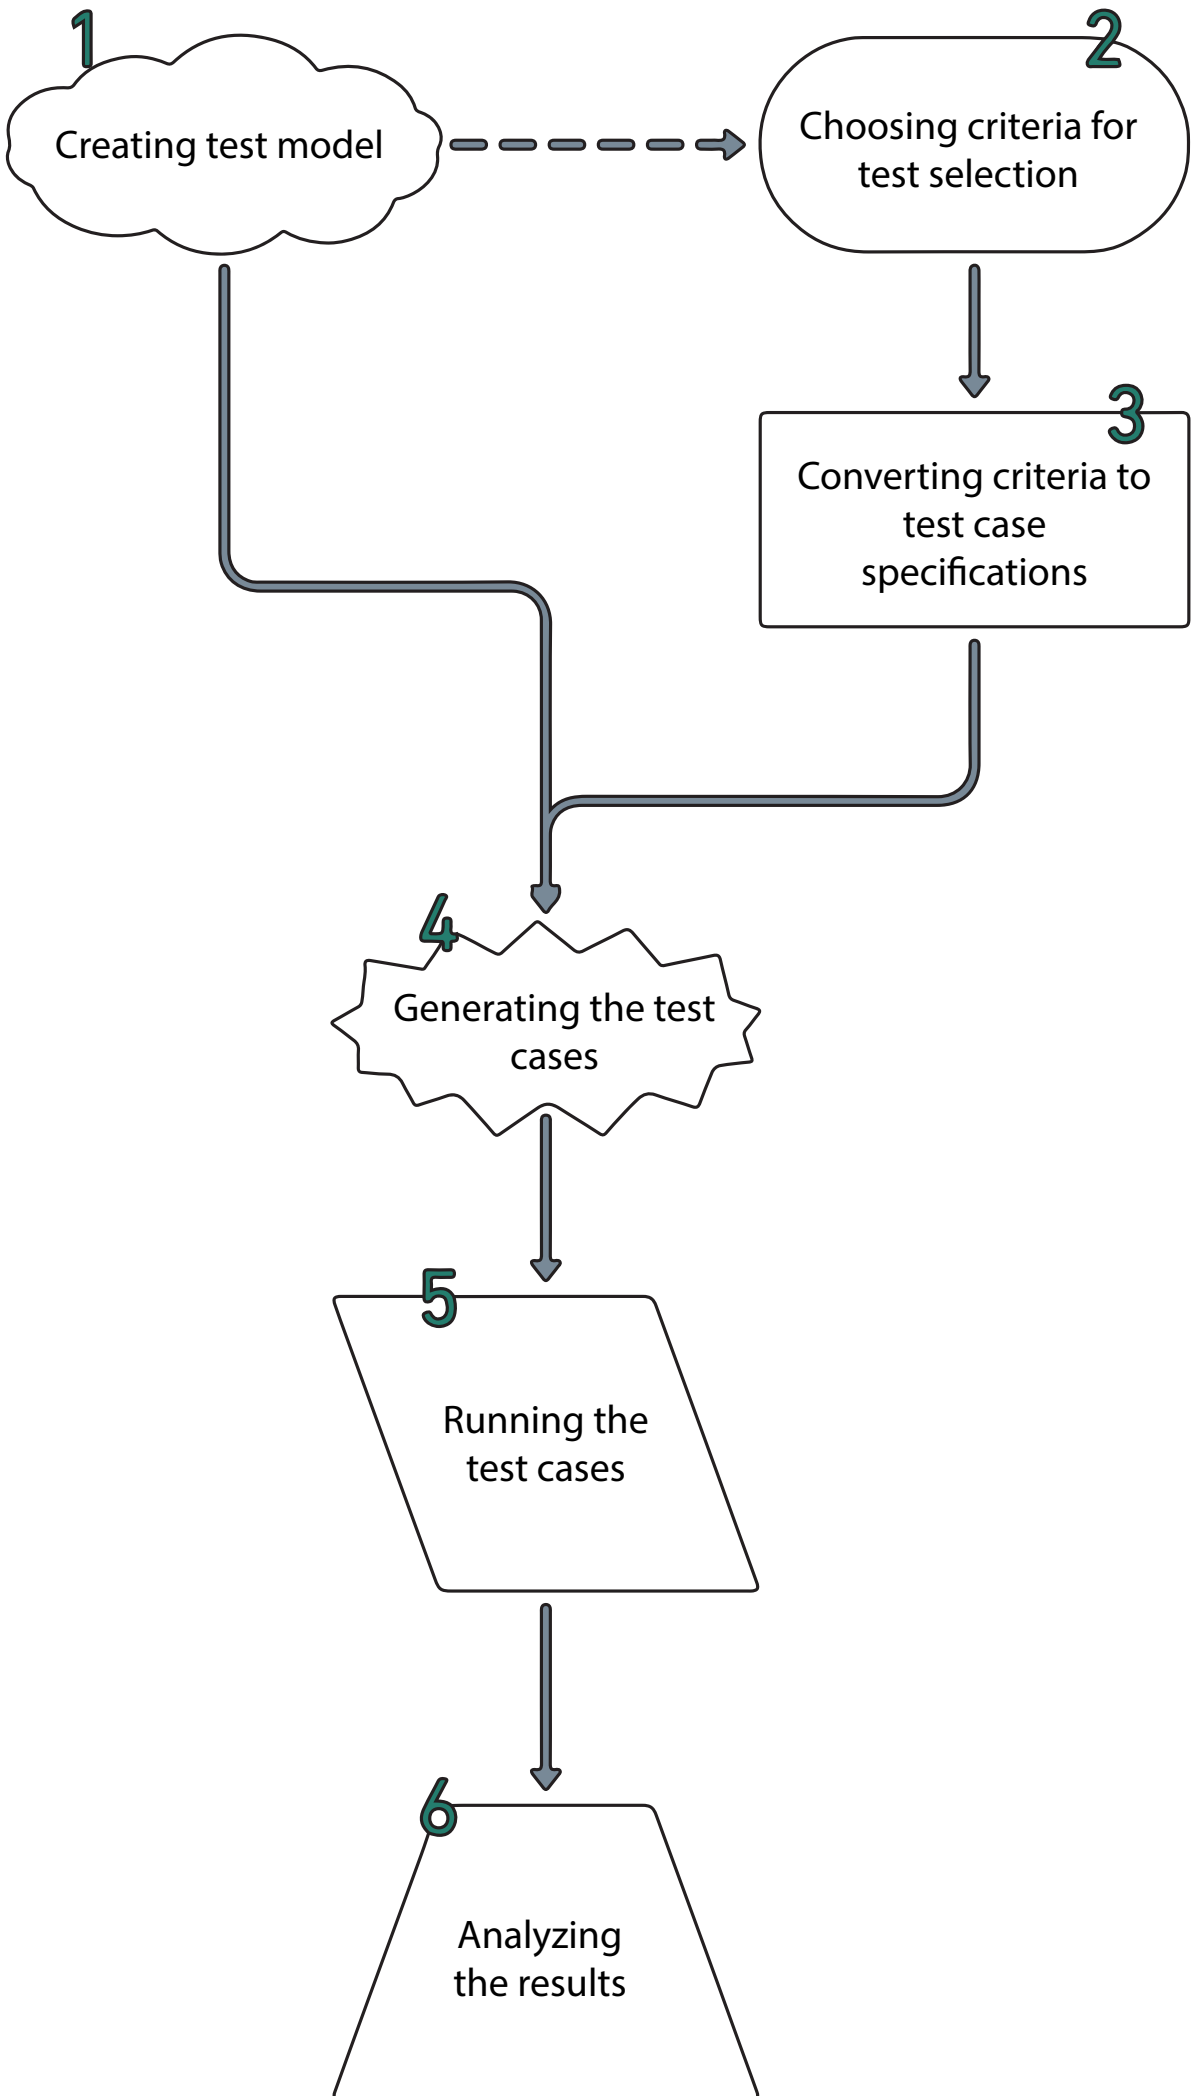 1
Creating test model
2
Choosing criteria for
test selection
3
Converting criteria to
test case
specifications
4
Generating the test
cases
5
Running the
test cases
6
Analyzing
the results